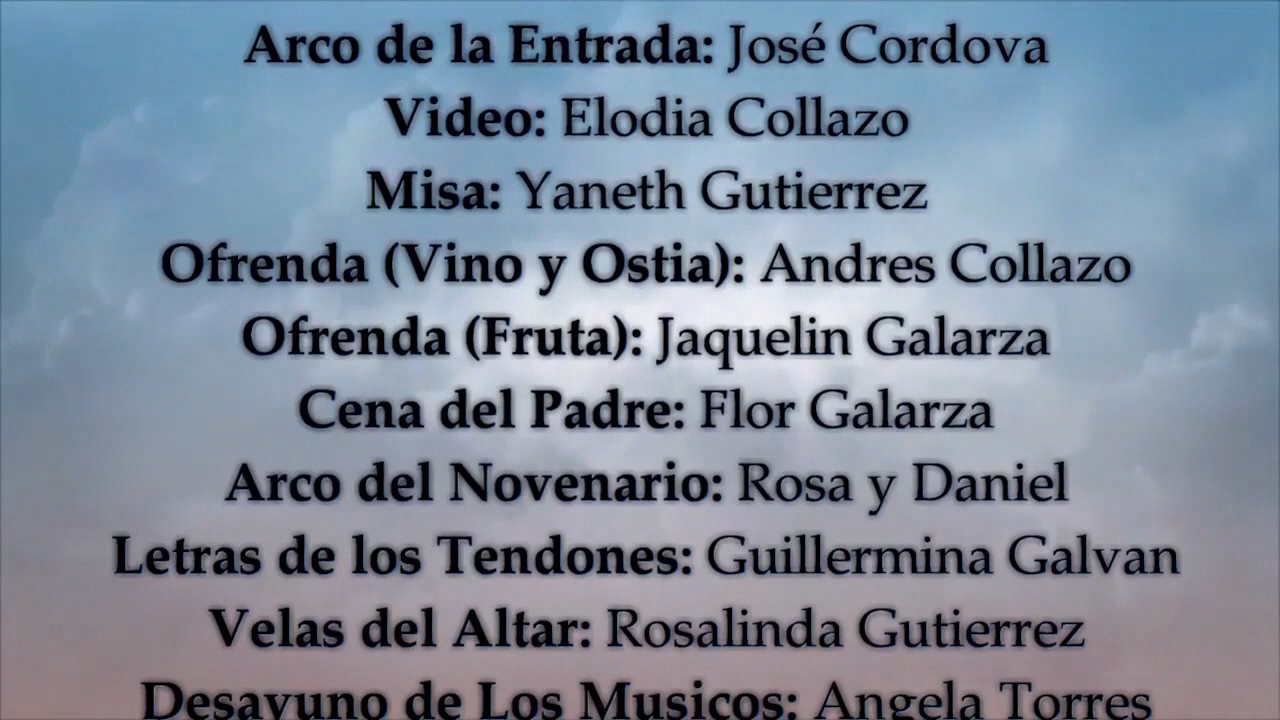 Arco de la Entrada: José Cordova
Video: Elodia Collazo
Misa: Yaneth Gutierrez
Ofrenda (Vino y Ostia): Andres Collazo
Ofrenda (Fruta): Jaquelin Galarza
Cena del Padre: Flor Galarza
Arco del Novenario: Rosa y Daniel
Letras de los Tendones: Guillermina Galvan
Velas del Altar: Rosalinda Gutierrez
Desayuno de Los Musicos: Angela Torres